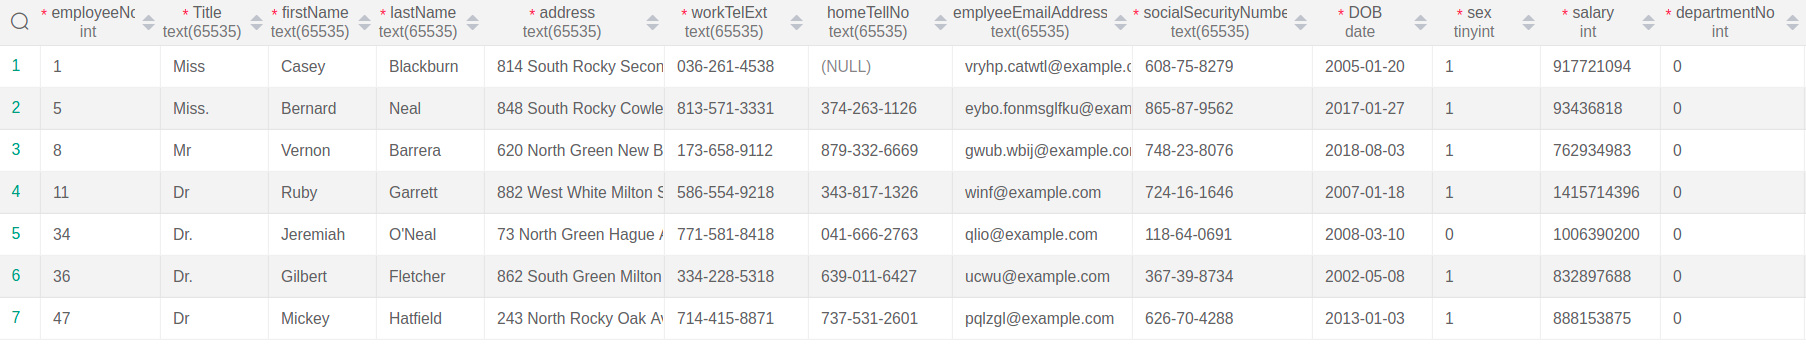 * employeeNo * Title * firstName * lastName * address * workTelExt homeTellNo emplyeeEmailAddress * socialSecurityNumbe * DOB * sex * salary * departmentNo
int text(65535) text(65535) text(65535) text(65535) text(65535) text(65535) text(65535) text(65535) date tinyint int int
1 1 Miss Casey Blackburn 814 South Rocky Secon 036-261-4538 (NULL) vryhp.catwtl@example.c 608-75-8279 2005-01-20 1 917721094 0
2 5 Miss. Bernard Neal 848 South Rocky Cowle 813-571-3331 374-263-1126 eybo.fonmsglfku@exam 865-87-9562 2017-01-27 1 93436818 0
3 8 Mr Vernon Barrera 620 North Green New B 173-658-9112 879-332-6669 gwub.wbij@example.com 748-23-8076 2018-08-03 1 762934983 0
4 11 Dr Ruby Garrett 882 West White Milton S 586-554-9218 343-817-1326 winf@example.com 724-16-1646 2007-01-18 1 1415714396 0
5 34 Dr. Jeremiah O'Neal 73 North Green Hague A 771-581-8418 041-666-2763 qlio@example.com 118-64-0691 2008-03-10 0 1006390200 0
6 36 Dr. Gilbert Fletcher 862 South Green Milton 334-228-5318 639-011-6427 ucwu@example.com 367-39-8734 2002-05-08 1 832897688 0
7 47 Dr Mickey Hatfield 243 North Rocky Oak Av 714-415-8871 737-531-2601 pqlzgl@example.com 626-70-4288 2013-01-03 1 888153875 0